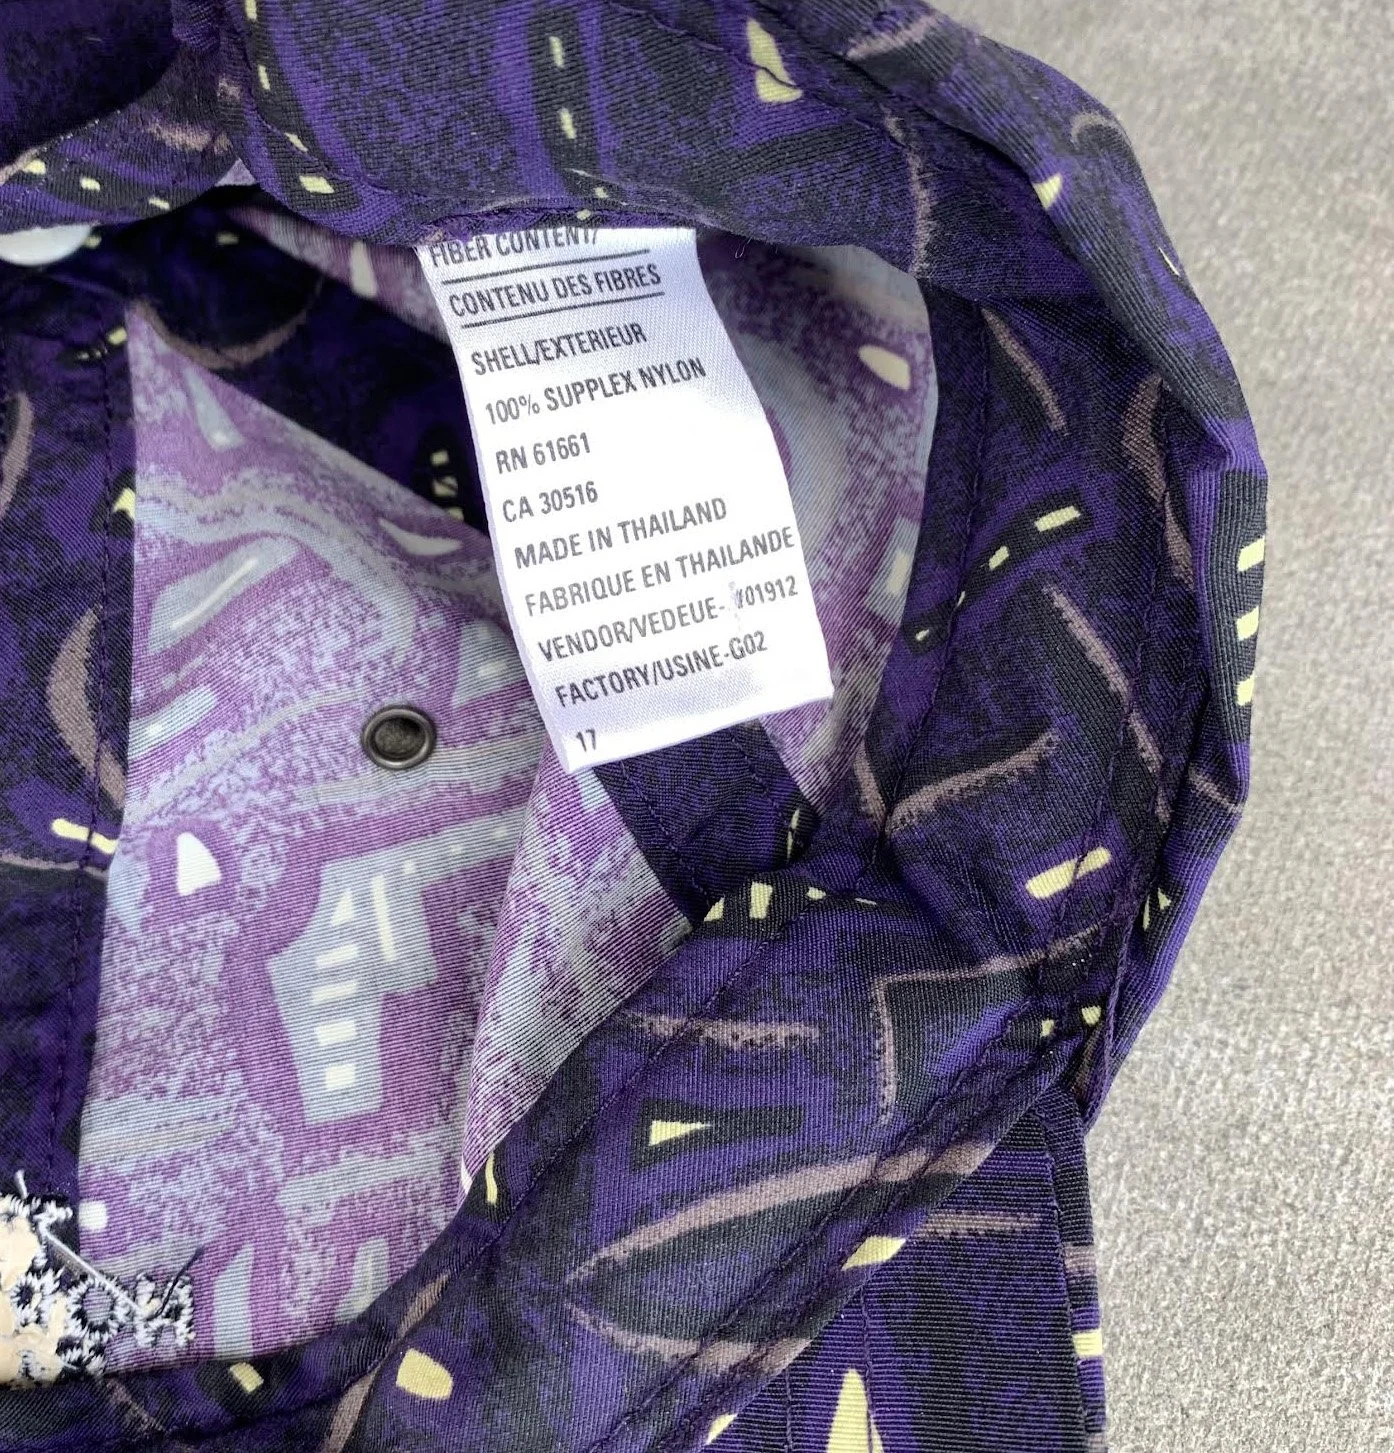 FIBER CONTENT/
CONTENU DES FIBRES
SHELL/EXTERIEUR
100% SUPPLEX NYLON
RN 61661
CA 30516
MADE IN THAILAND
FABRIQUE EN THAILANDE
VENDOR/VEDEUE-#01912
FACTORY/USINE-G02
17